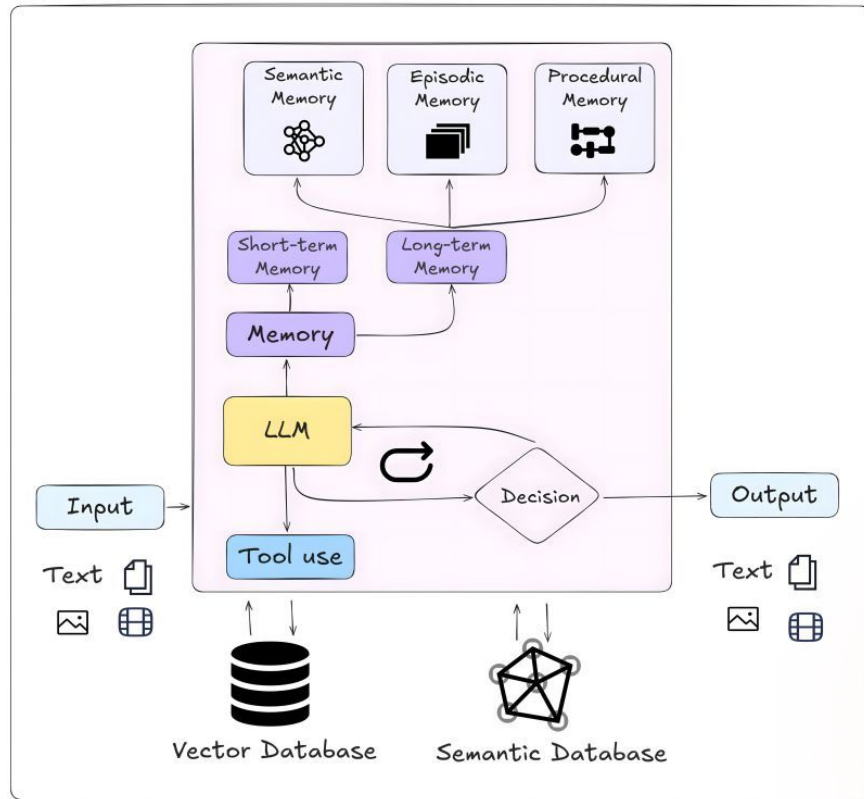 Semantic
Memory
Episodic
Memory
Procedural
Memory
Short-term
Memory
Long-term
Memory
Memory
LLM
Decision
Input
Output
Tool use
Text
Text
Vector Database
Semantic Database